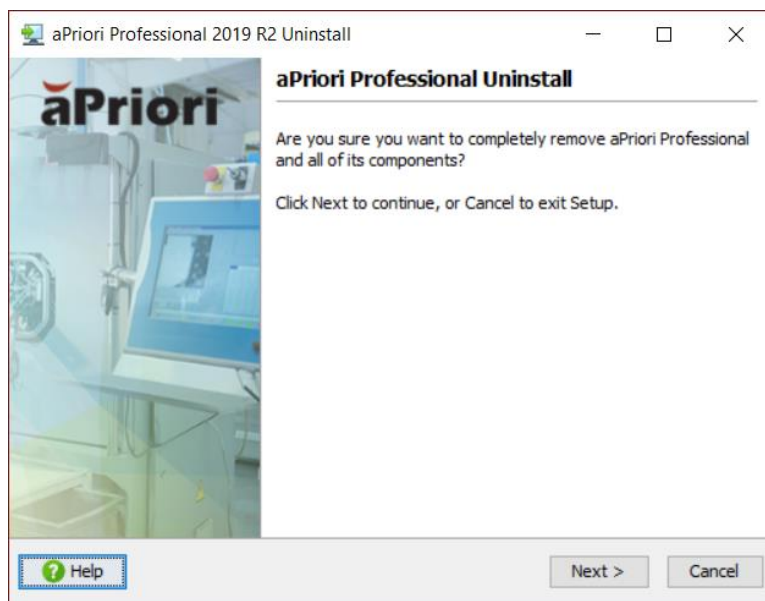 aPriori Professional 2019 R2 Uninstall
aPriori
aPriori Professional Uninstall
Are you sure you want to completely remove aPriori Professional
and all of its components?
Click Next to continue, or Cancel to exit Setup.
Help
Next >
Cancel